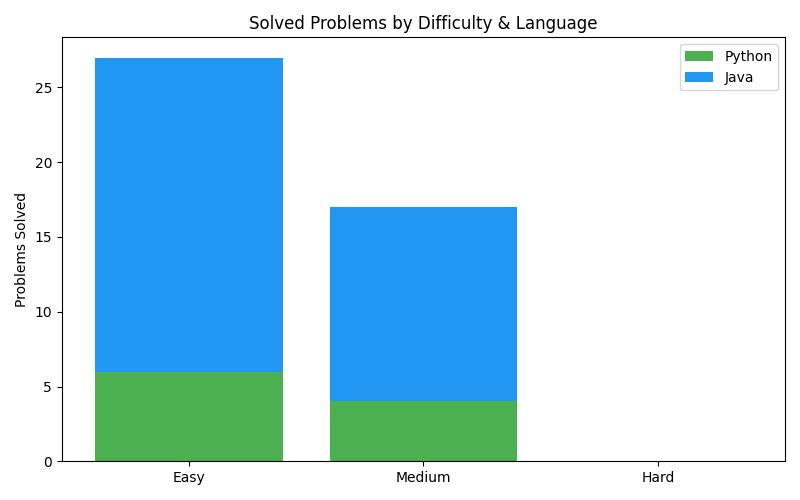 Solved Problems by Difficulty & Language
Python
Java
Problems Solved
25
20
15
10
5
0
Easy
Medium
Hard